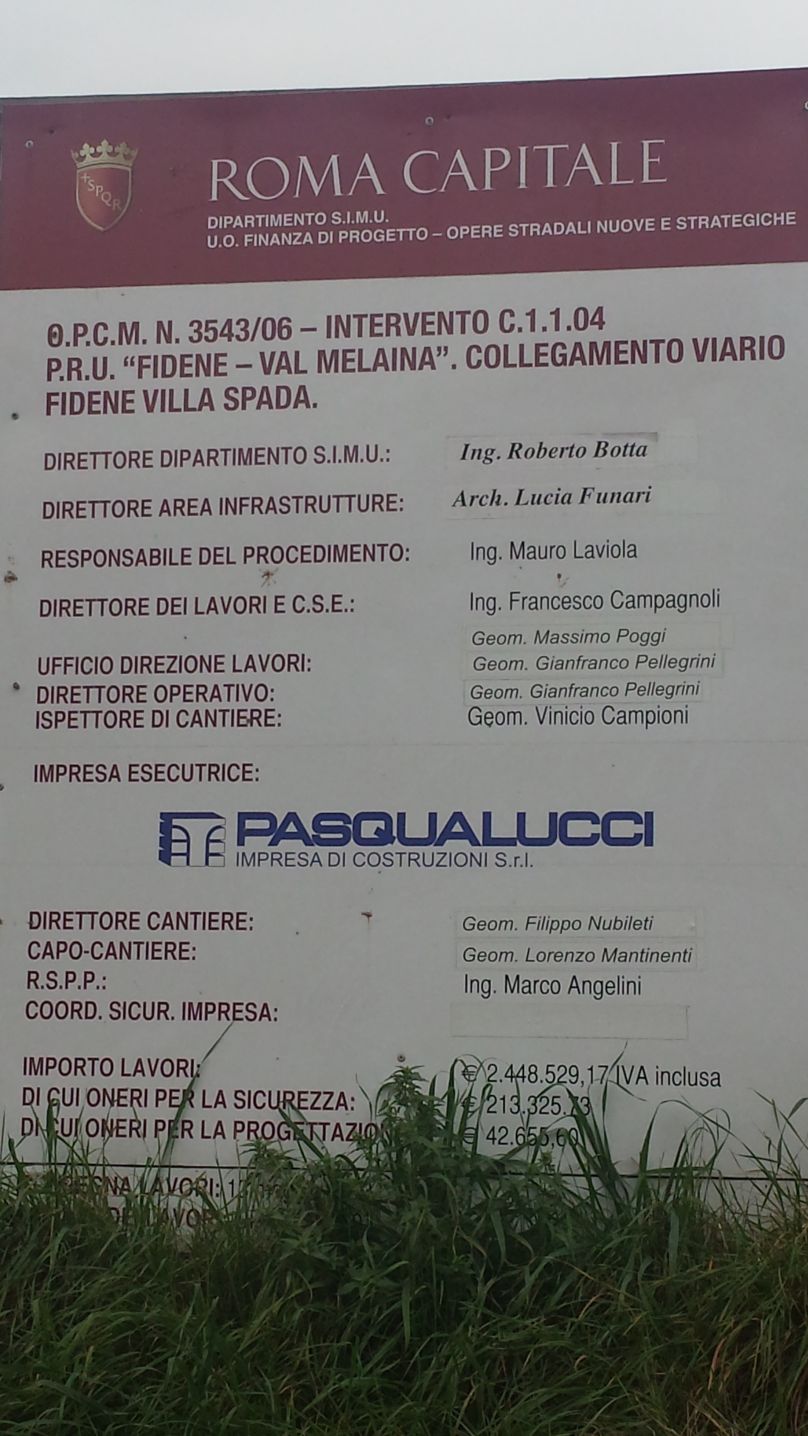 SPQR
ROMA CAPITALE
DIPARTIMENTO S.I.M.U.
U.O. FINANZA DI PROGETTO – OPERE STRADALI NUOVE E STRATEGICHE
O.P.C.M. N. 3543/06 – INTERVENTO C.1.1.04
P.R.U. “FIDENE – VAL MELAINA”. COLLEGAMENTO VIARIO
FIDENE VILLA SPADA.
DIRETTORE DIPARTIMENTO S.I.M.U.: Ing. Roberto Botta
DIRETTORE AREA INFRASTRUTTURE: Arch. Lucia Funari
RESPONSABILE DEL PROCEDIMENTO: Ing. Mauro Laviola
DIRETTORE DEI LAVORI E C.S.E.: Ing. Francesco Campagnoli
Geom. Massimo Poggi
UFFICIO DIREZIONE LAVORI: Geom. Gianfranco Pellegrini
DIRETTORE OPERATIVO: Geom. Gianfranco Pellegrini
ISPETTORE DI CANTIERE: Geom. Vinicio Campioni
IMPRESA ESECUTRICE:
PASQUALUCCI
IMPRESA DI COSTRUZIONI S.r.l.
DIRETTORE CANTIERE: Geom. Filippo Nubileti
CAPO-CANTIERE: Geom. Lorenzo Mantinenti
R.S.P.P.: Ing. Marco Angelini
COORD. SICUR. IMPRESA:
IMPORTO LAVORI: € 2.448.529,17 IVA inclusa
DI CUI ONERI PER LA SICUREZZA: € 213.325,73
DI CUI ONERI PER LA € 42.655,60
LAVORI: